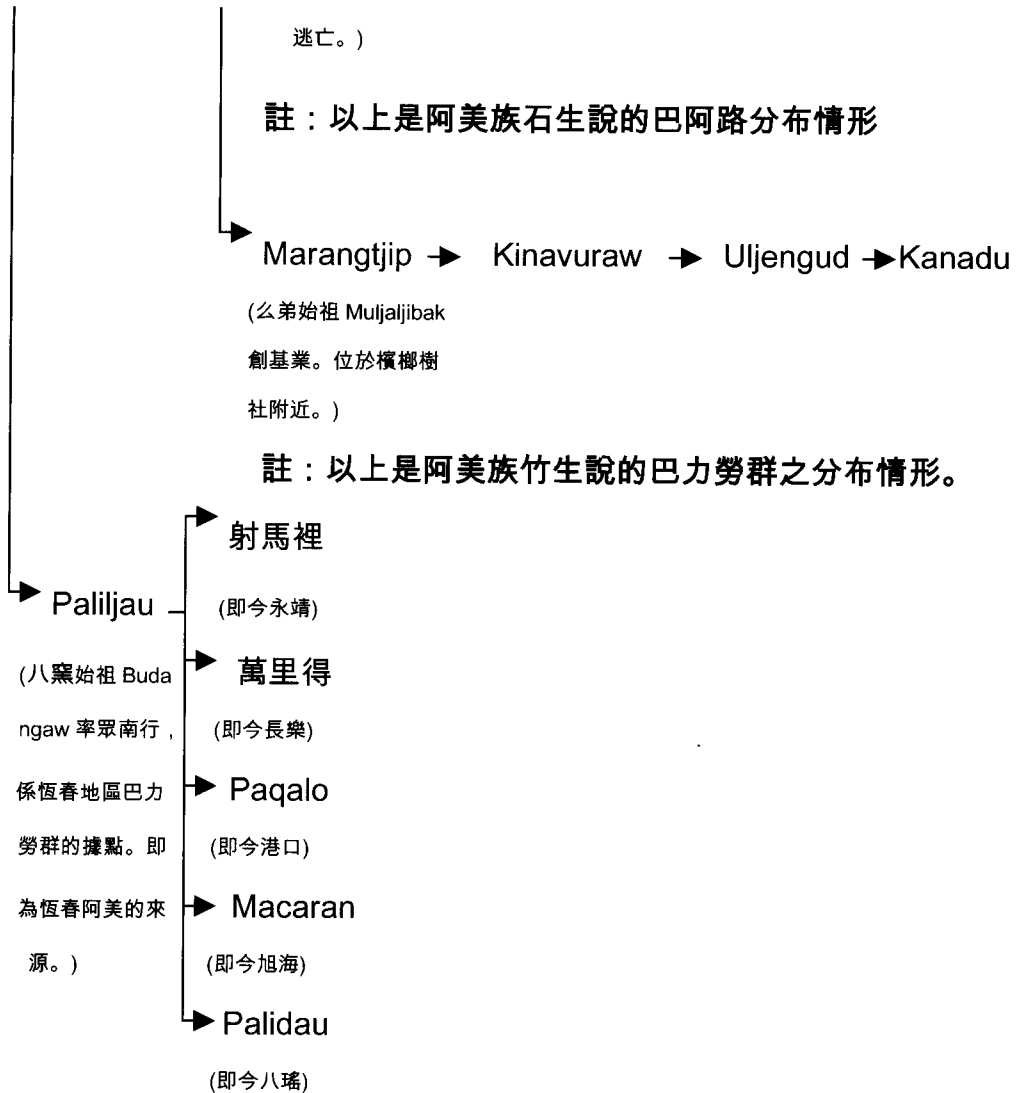 逃亡。)
註：以上是阿美族石生說的巴阿路分布情形
Marangtjip Kinavuraw Uljengud Kanadu
(么弟始祖 Muljaljibak
創基業。位於檳榔樹
社附近。)
註：以上是阿美族竹生說的巴力勞群之分布情形。
Paliljau
(八窯始祖 Buda
ngaw 率眾南行，
係恆春地區巴力
勞群的據點。即
為恆春阿美的來
源。)
射馬裡
(即今永靖)
萬里得
(即今長樂)
Paqalo
(即今港口)
Macaran
(即今旭海)
Palidau
(即今八瑤)